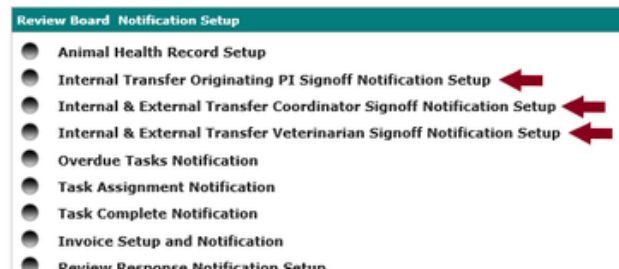 Review Board Notification Setup
Animal Health Record Setup
Internal Transfer Originating PI Signoff Notification Setup
Internal & External Transfer Coordinator Signoff Notification Setup
Internal & External Transfer Veterinarian Signoff Notification Setup
Overdue Tasks Notification
Task Assignment Notification
Task Complete Notification
Invoice Setup and Notification
Review Response Notification Setup